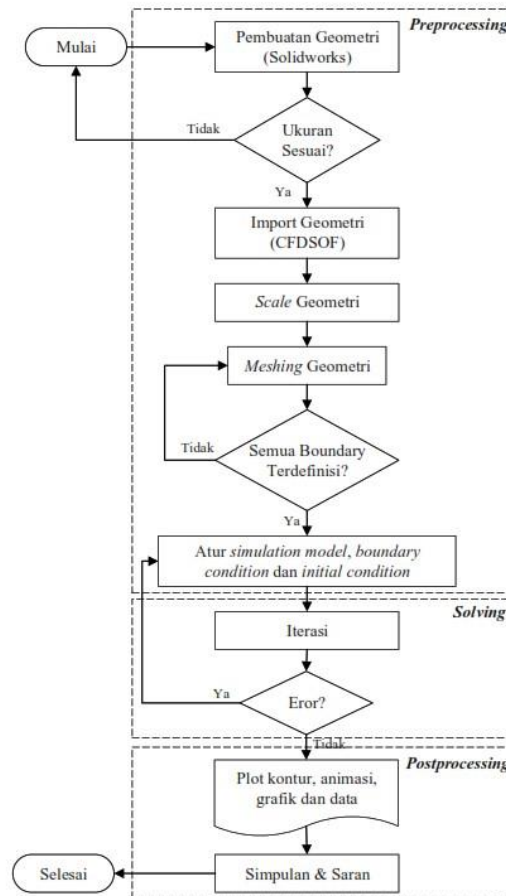 Preprocessing
Mulai
Pembuatan Geometri
(Solidworks)
Tidak
Ukuran
Sesuai?
Ya
Import Geometri
(CFDSOF)
Scale Geometri
Meshing Geometri
Tidak
Semua Boundary
Terdefinisi?
Ya
Atur simulation model, boundary
condition dan initial condition
Solving
Iterasi
Ya
Eror?
Tidak
Postprocessing
Plot kontur, animasi,
grafik dan data
Selesai
Simpulan & Saran